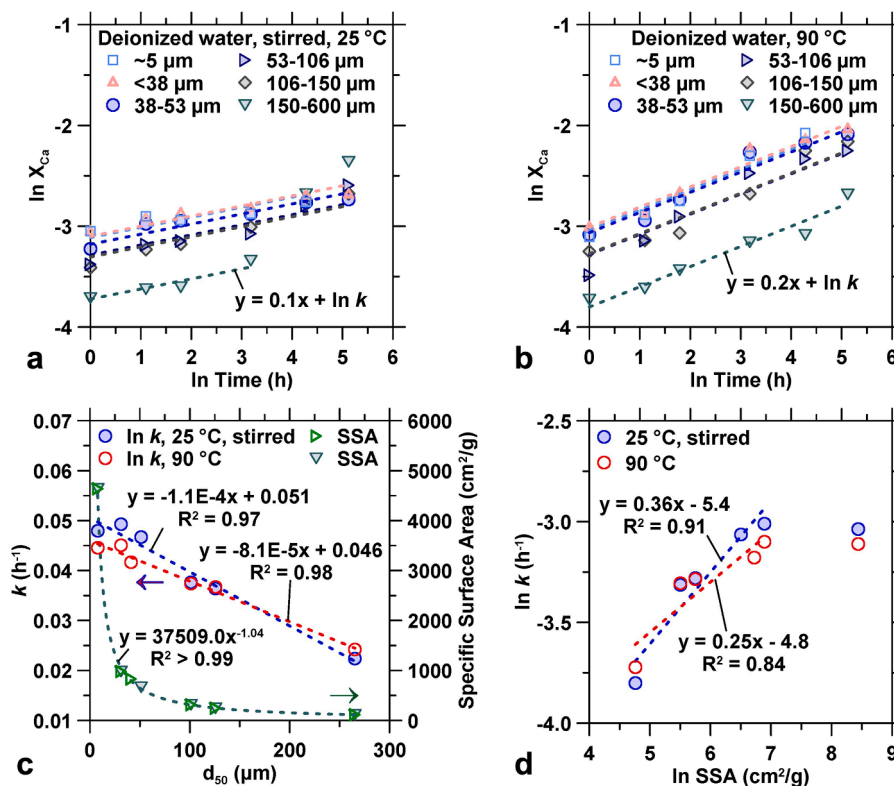 Deionized water, stirred, 25 °C
~5 µm
53-106 µm
<38 µm
106-150 µm
38-53 µm
150-600 µm
-1
-2
-3
-4
ln X_Ca
y = 0.1x + ln k
0 1 2 3 4 5 6
ln Time (h)
a
Deionized water, 90 °C
~5 µm
53-106 µm
<38 µm
106-150 µm
38-53 µm
150-600 µm
-1
-2
-3
-4
ln X_Ca
y = 0.2x + ln k
0 1 2 3 4 5 6
ln Time (h)
b
0.07
0.06
0.05
0.04
0.03
0.02
0.01
k (h⁻¹)
ln k, 25 °C, stirred
SSA
ln k, 90 °C
SSA
y = -1.1E-4x + 0.051
R² = 0.97
y = -8.1E-5x + 0.046
R² = 0.98
y = 37509.0x⁻¹·⁰⁴
R² > 0.99
6000
5000
4000
3000
2000
1000
0
Specific Surface Area (cm²/g)
0 100 200 300
d₅₀ (µm)
c
-2.5
-3.0
-3.5
-4.0
ln k (h⁻¹)
25 °C, stirred
90 °C
y = 0.36x - 5.4
R² = 0.91
y = 0.25x - 4.8
R² = 0.84
4 5 6 7 8 9
ln SSA (cm²/g)
d